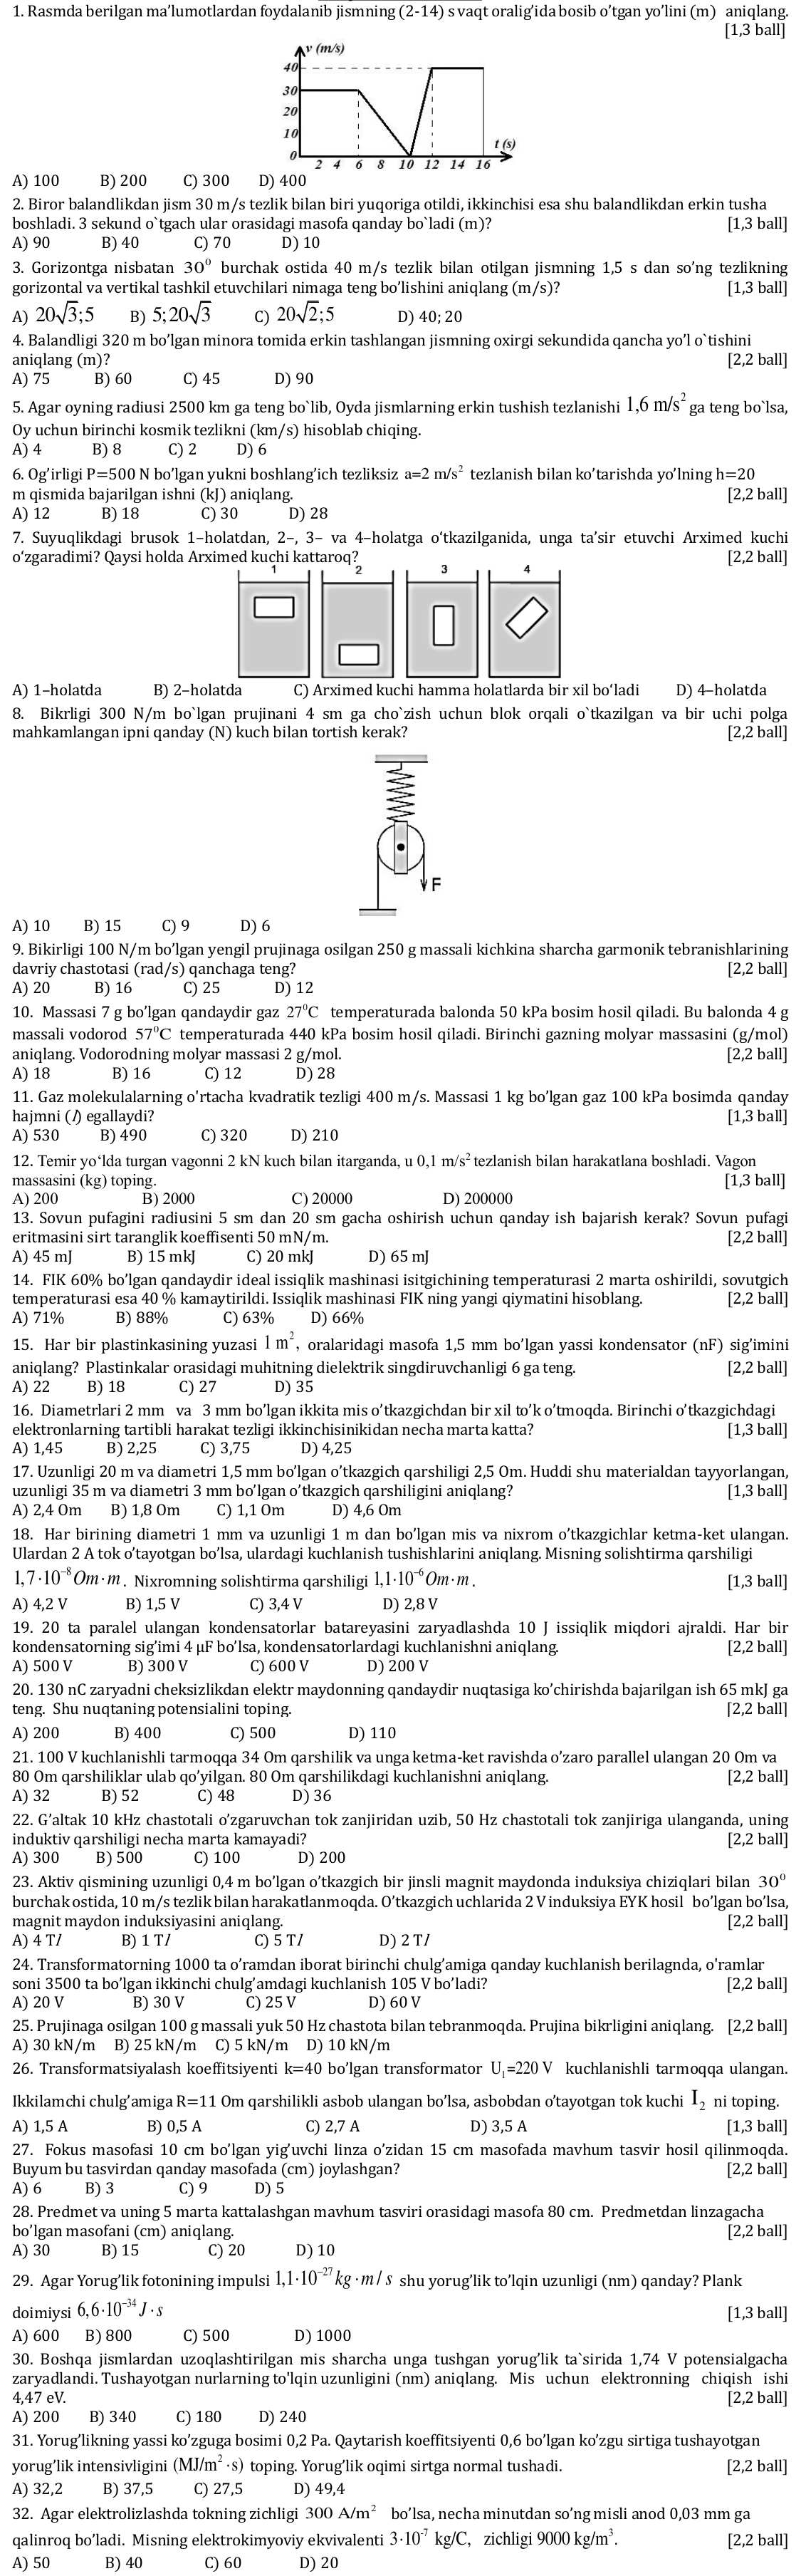 1. Rasmda berilgan ma’lumotlardan foydalanib jismning (2-14) s vaqt oralig’ida bosib o’tgan yo’lini (m) aniqlang.
[1,3 ball]
v (m/s)
40
30
20
10
0
t (s)
2 4 6 8 10 12 14 16
A) 100 B) 200 C) 300 D) 400
2. Biror balandlikdan jism 30 m/s tezlik bilan biri yuqoriga otildi, ikkinchisi esa shu balandlikdan erkin tusha
boshladi. 3 sekund o`tgach ular orasidagi masofa qanday bo`ladi (m)? [1,3 ball]
A) 90 B) 40 C) 70 D) 10
3. Gorizontga nisbatan 30⁰ burchak ostida 40 m/s tezlik bilan otilgan jismning 1,5 s dan so’ng tezlikning
gorizontal va vertikal tashkil etuvchilari nimaga teng bo’lishini aniqlang (m/s)? [1,3 ball]
A) 20√3;5 B) 5;20√3 C) 20√2;5 D) 40; 20
4. Balandligi 320 m bo’lgan minora tomida erkin tashlangan jismning oxirgi sekundida qancha yo’l o`tishini
aniqlang (m)? [2,2 ball]
A) 75 B) 60 C) 45 D) 90
5. Agar oyning radiusi 2500 km ga teng bo`lib, Oyda jismlarning erkin tushish tezlanishi 1,6 m/s² ga teng bo`lsa,
Oy uchun birinchi kosmik tezlikni (km/s) hisoblab chiqing.
A) 4 B) 8 C) 2 D) 6
6. Og’irligi P=500 N bo’lgan yukni boshlang’ich tezliksiz a=2 m/s² tezlanish bilan ko’tarishda yo’lning h=20
m qismida bajarilgan ishni (kJ) aniqlang. [2,2 ball]
A) 12 B) 18 C) 30 D) 28
7. Suyuqlikdagi brusok 1–holatdan, 2–, 3– va 4–holatga o‘tkazilganida, unga ta’sir etuvchi Arximed kuchi
o‘zgaradimi? Qaysi holda Arximed kuchi kattaroq? [2,2 ball]
1 2 3 4
A) 1–holatda B) 2–holatda C) Arximed kuchi hamma holatlarda bir xil bo‘ladi D) 4–holatda
8. Bikrligi 300 N/m bo`lgan prujinani 4 sm ga cho`zish uchun blok orqali o`tkazilgan va bir uchi polga
mahkamlangan ipni qanday (N) kuch bilan tortish kerak? [2,2 ball]
F
A) 10 B) 15 C) 9 D) 6
9. Bikirligi 100 N/m bo’lgan yengil prujinaga osilgan 250 g massali kichkina sharcha garmonik tebranishlarining
davriy chastotasi (rad/s) qanchaga teng? [2,2 ball]
A) 20 B) 16 C) 25 D) 12
10. Massasi 7 g bo’lgan qandaydir gaz 27⁰C temperaturada balonda 50 kPa bosim hosil qiladi. Bu balonda 4 g
massali vodorod 57⁰C temperaturada 440 kPa bosim hosil qiladi. Birinchi gazning molyar massasini (g/mol)
aniqlang. Vodorodning molyar massasi 2 g/mol. [2,2 ball]
A) 18 B) 16 C) 12 D) 28
11. Gaz molekulalarning o'rtacha kvadratik tezligi 400 m/s. Massasi 1 kg bo’lgan gaz 100 kPa bosimda qanday
hajmni (l) egallaydi? [1,3 ball]
A) 530 B) 490 C) 320 D) 210
12. Temir yo‘lda turgan vagonni 2 kN kuch bilan itarganda, u 0,1 m/s² tezlanish bilan harakatlana boshladi. Vagon
massasini (kg) toping. [1,3 ball]
A) 200 B) 2000 C) 20000 D) 200000
13. Sovun pufagini radiusini 5 sm dan 20 sm gacha oshirish uchun qanday ish bajarish kerak? Sovun pufagi
eritmasini sirt taranglik koeffisenti 50 mN/m. [2,2 ball]
A) 45 mJ B) 15 mkJ C) 20 mkJ D) 65 mJ
14. FIK 60% bo’lgan qandaydir ideal issiqlik mashinasi isitgichining temperaturasi 2 marta oshirildi, sovutgich
temperaturasi esa 40 % kamaytirildi. Issiqlik mashinasi FIK ning yangi qiymatini hisoblang. [2,2 ball]
A) 71% B) 88% C) 63% D) 66%
15. Har bir plastinkasining yuzasi 1 m², oralaridagi masofa 1,5 mm bo’lgan yassi kondensator (nF) sig’imini
aniqlang? Plastinkalar orasidagi muhitning dielektrik singdiruvchanligi 6 ga teng. [2,2 ball]
A) 22 B) 18 C) 27 D) 35
16. Diametrlari 2 mm va 3 mm bo’lgan ikkita mis o’tkazgichdan bir xil to’k o’tmoqda. Birinchi o’tkazgichdagi
elektronlarning tartibli harakat tezligi ikkinchisinikidan necha marta katta? [1,3 ball]
A) 1,45 B) 2,25 C) 3,75 D) 4,25
17. Uzunligi 20 m va diametri 1,5 mm bo’lgan o’tkazgich qarshiligi 2,5 Om. Huddi shu materialdan tayyorlangan,
uzunligi 35 m va diametri 3 mm bo’lgan o’tkazgich qarshiligini aniqlang? [1,3 ball]
A) 2,4 Om B) 1,8 Om C) 1,1 Om D) 4,6 Om
18. Har birining diametri 1 mm va uzunligi 1 m dan bo’lgan mis va nixrom o’tkazgichlar ketma-ket ulangan.
Ulardan 2 A tok o’tayotgan bo’lsa, ulardagi kuchlanish tushishlarini aniqlang. Misning solishtirma qarshiligi
1,7·10⁻⁸ Om·m. Nixromning solishtirma qarshiligi 1,1·10⁻⁶ Om·m. [1,3 ball]
A) 4,2 V B) 1,5 V C) 3,4 V D) 2,8 V
19. 20 ta paralel ulangan kondensatorlar batareyasini zaryadlashda 10 J issiqlik miqdori ajraldi. Har bir
kondensatorning sig’imi 4 μF bo’lsa, kondensatorlardagi kuchlanishni aniqlang. [2,2 ball]
A) 500 V B) 300 V C) 600 V D) 200 V
20. 130 nC zaryadni cheksizlikdan elektr maydonning qandaydir nuqtasiga ko’chirishda bajarilgan ish 65 mkJ ga
teng. Shu nuqtaning potensialini toping. [2,2 ball]
A) 200 B) 400 C) 500 D) 110
21. 100 V kuchlanishli tarmoqqa 34 Om qarshilik va unga ketma-ket ravishda o’zaro parallel ulangan 20 Om va
80 Om qarshiliklar ulab qo’yilgan. 80 Om qarshilikdagi kuchlanishni aniqlang. [2,2 ball]
A) 32 B) 52 C) 48 D) 36
22. G’altak 10 kHz chastotali o’zgaruvchan tok zanjiridan uzib, 50 Hz chastotali tok zanjiriga ulanganda, uning
induktiv qarshiligi necha marta kamayadi? [2,2 ball]
A) 300 B) 500 C) 100 D) 200
23. Aktiv qismining uzunligi 0,4 m bo’lgan o’tkazgich bir jinsli magnit maydonda induksiya chiziqlari bilan 30⁰
burchak ostida, 10 m/s tezlik bilan harakatlanmoqda. O’tkazgich uchlarida 2 V induksiya EYK hosil bo’lgan bo’lsa,
magnit maydon induksiyasini aniqlang. [2,2 ball]
A) 4 Tl B) 1 Tl C) 5 Tl D) 2 Tl
24. Transformatorning 1000 ta o’ramdan iborat birinchi chulg’amiga qanday kuchlanish berilagnda, o'ramlar
soni 3500 ta bo’lgan ikkinchi chulg’amdagi kuchlanish 105 V bo’ladi? [2,2 ball]
A) 20 V B) 30 V C) 25 V D) 60 V
25. Prujinaga osilgan 100 g massali yuk 50 Hz chastota bilan tebranmoqda. Prujina bikrligini aniqlang. [2,2 ball]
A) 30 kN/m B) 25 kN/m C) 5 kN/m D) 10 kN/m
26. Transformatsiyalash koeffitsiyenti k=40 bo’lgan transformator U₁=220 V kuchlanishli tarmoqqa ulangan.
Ikkilamchi chulg’amiga R=11 Om qarshilikli asbob ulangan bo’lsa, asbobdan o’tayotgan tok kuchi I₂ ni toping.
A) 1,5 A B) 0,5 A C) 2,7 A D) 3,5 A [1,3 ball]
27. Fokus masofasi 10 cm bo’lgan yig’uvchi linza o’zidan 15 cm masofada mavhum tasvir hosil qilinmoqda.
Buyum bu tasvirdan qanday masofada (cm) joylashgan? [2,2 ball]
A) 6 B) 3 C) 9 D) 5
28. Predmet va uning 5 marta kattalashgan mavhum tasviri orasidagi masofa 80 cm. Predmetdan linzagacha
bo’lgan masofani (cm) aniqlang. [2,2 ball]
A) 30 B) 15 C) 20 D) 10
29. Agar Yorug’lik fotonining impulsi 1,1·10⁻²⁷ kg·m/s shu yorug’lik to’lqin uzunligi (nm) qanday? Plank
doimiysi 6,6·10⁻³⁴ J·s [1,3 ball]
A) 600 B) 800 C) 500 D) 1000
30. Boshqa jismlardan uzoqlashtirilgan mis sharcha unga tushgan yorug’lik ta`sirida 1,74 V potensialgacha
zaryadlandi. Tushayotgan nurlarning to'lqin uzunligini (nm) aniqlang. Mis uchun elektronning chiqish ishi
4,47 eV. [2,2 ball]
A) 200 B) 340 C) 180 D) 240
31. Yorug’likning yassi ko’zguga bosimi 0,2 Pa. Qaytarish koeffitsiyenti 0,6 bo’lgan ko’zgu sirtiga tushayotgan
yorug’lik intensivligini (MJ/m²·s) toping. Yorug’lik oqimi sirtga normal tushadi. [2,2 ball]
A) 32,2 B) 37,5 C) 27,5 D) 49,4
32. Agar elektrolizlashda tokning zichligi 300 A/m² bo’lsa, necha minutdan so’ng misli anod 0,03 mm ga
qalinroq bo’ladi. Misning elektrokimyoviy ekvivalenti 3·10⁻⁷ kg/C, zichligi 9000 kg/m³. [2,2 ball]
A) 50 B) 40 C) 60 D) 20